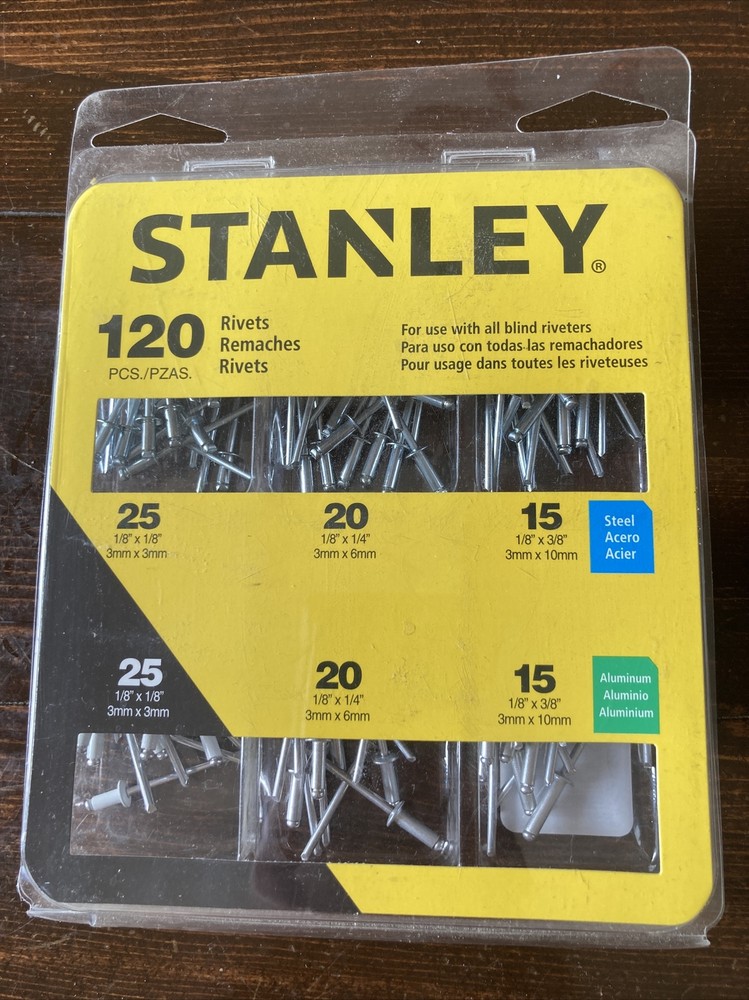 STANLEY®
120
PCS./PZAS.
Rivets
Remaches
Rivets
For use with all blind riveters
Para uso con todas las remachadores
Pour usage dans toutes les riveteuses
25
1/8" x 1/8"
3mm x 3mm
20
1/8" x 1/4"
3mm x 6mm
15
1/8" x 3/8"
3mm x 10mm
Steel
Acero
Acier
25
1/8" x 1/8"
3mm x 3mm
20
1/8" x 1/4"
3mm x 6mm
15
1/8" x 3/8"
3mm x 10mm
Aluminum
Aluminio
Aluminium